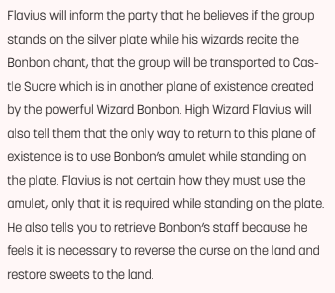 Flavius will inform the party that he believes if the group
stands on the silver plate while his wizards recite the
Bonbon chant, that the group will be transported to Cas-
tle Sucre which is in another plane of existence created
by the powerful Wizard Bonbon. High Wizard Flavius will
also tell them that the only way to return to this plane of
existence is to use Bonbon's amulet while standing on
the plate. Flavius is not certain how they must use the
amulet, only that it is required while standing on the plate.
He also tells you to retrieve Bonbon's staff because he
feels it is necessary to reverse the curse on the land and
restore sweets to the land.